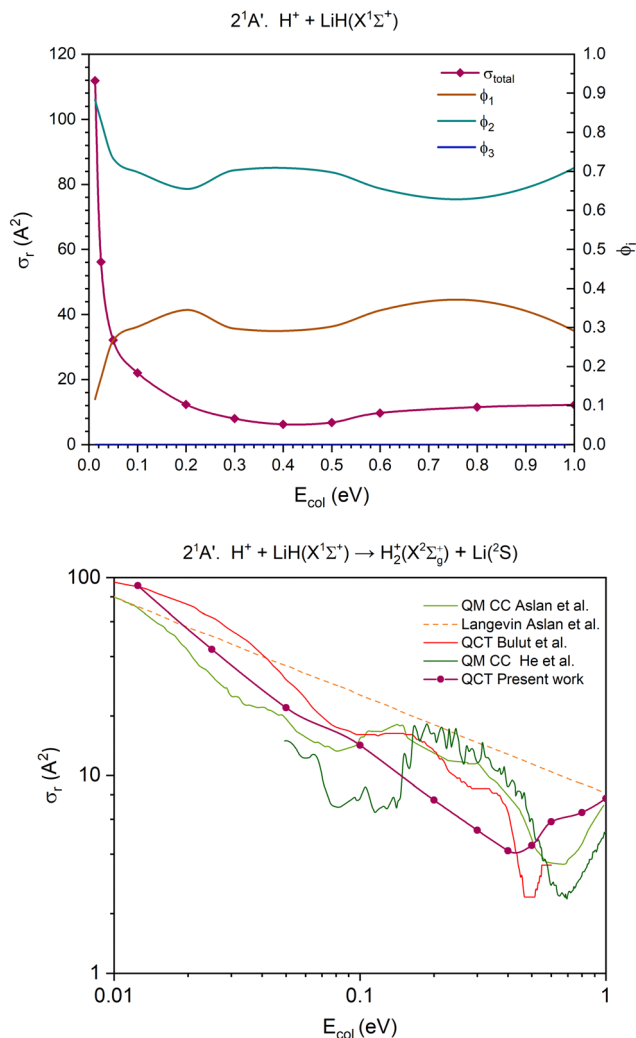 2¹A'. H⁺ + LiH(X¹Σ⁺)
120
100
80
60
40
20
0
σᵣ (A²)
1.0
0.9
0.8
0.7
0.6
0.5
0.4
0.3
0.2
0.1
0.0
ϕᵢ
σ_total
ϕ₁
ϕ₂
ϕ₃
0.0 0.1 0.2 0.3 0.4 0.5 0.6 0.7 0.8 0.9 1.0
E_col (eV)
2¹A'. H⁺ + LiH(X¹Σ⁺) → H₂⁺(X²Σg⁺) + Li(²S)
100
10
1
σᵣ (A²)
QM CC Aslan et al.
Langevin Aslan et al.
QCT Bulut et al.
QM CC He et al.
QCT Present work
0.01 0.1 1
E_col (eV)